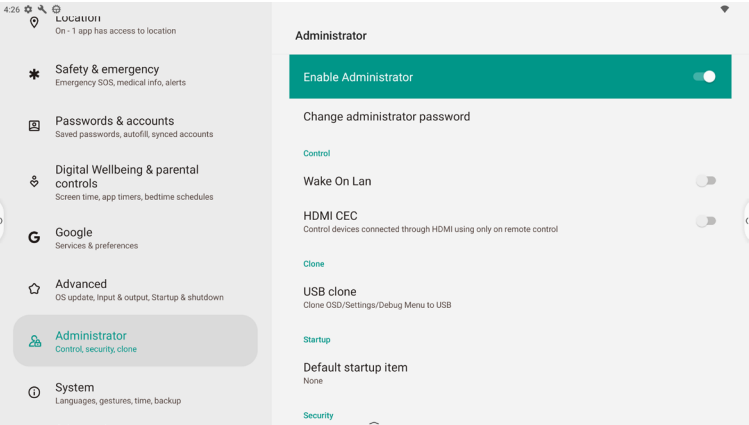 4:26
Location
On - 1 app has access to location
Safety & emergency
Emergency SOS, medical info, alerts
Passwords & accounts
Saved passwords, autofill, synced accounts
Digital Wellbeing & parental
controls
Screen time, app timers, bedtime schedules
Google
Services & preferences
Advanced
OS update, Input & output, Startup & shutdown
Administrator
Control, security, clone
System
Languages, gestures, time, backup
Administrator
Enable Administrator
Change administrator password
Control
Wake On Lan
HDMI CEC
Control devices connected through HDMI using only on remote control
Clone
USB clone
Clone OSD/Settings/Debug Menu to USB
Startup
Default startup item
None
Security